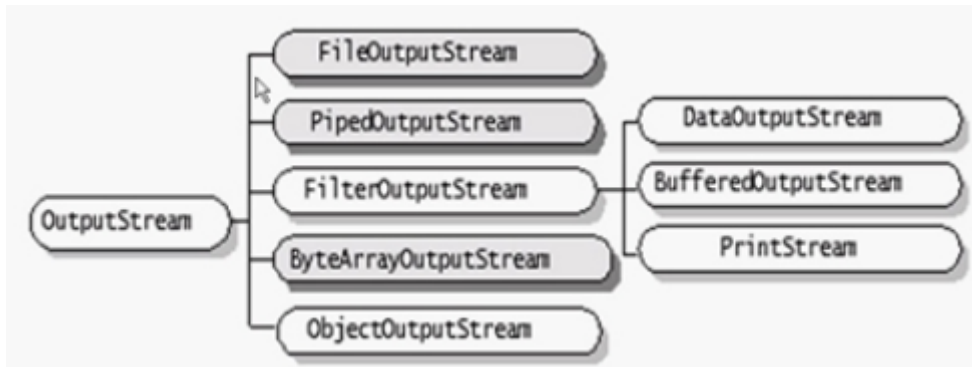 FileOutputStream
PipedOutputStream
DataOutputStream
FilterOutputStream
BufferedOutputStream
OutputStream
ByteArrayOutputStream
PrintStream
ObjectOutputStream